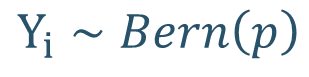 Yᵢ ~ Bern(p)